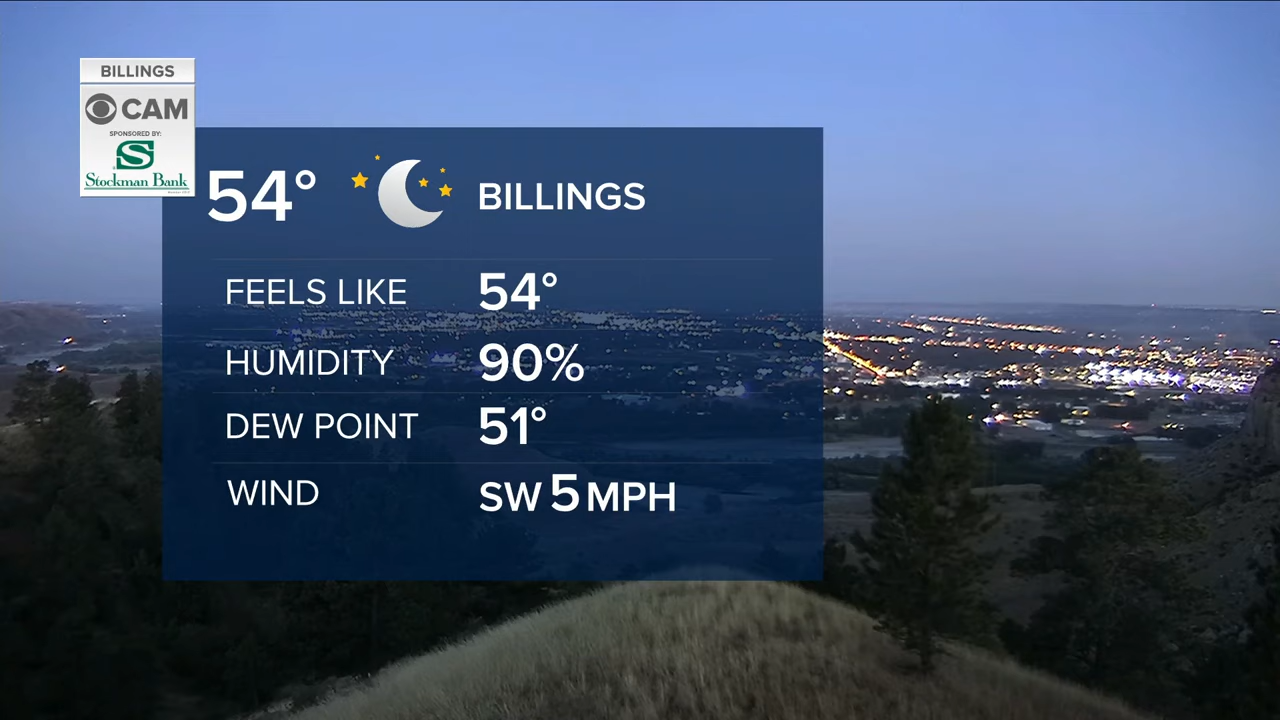 BILLINGS
CAM
SPONSORED BY:
S
Stockman Bank
54° BILLINGS
FEELS LIKE 54°
HUMIDITY 90%
DEW POINT 51°
WIND SW 5 MPH